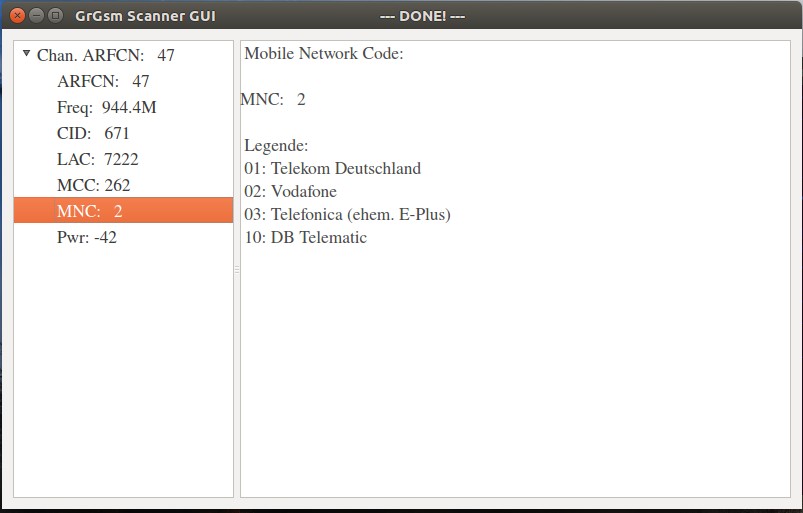 GrGsm Scanner GUI --- DONE! ---
Chan. ARFCN: 47
ARFCN: 47
Freq: 944.4M
CID: 671
LAC: 7222
MCC: 262
MNC: 2
Pwr: -42
Mobile Network Code:
MNC: 2
Legende:
01: Telekom Deutschland
02: Vodafone
03: Telefonica (ehem. E-Plus)
10: DB Telematic